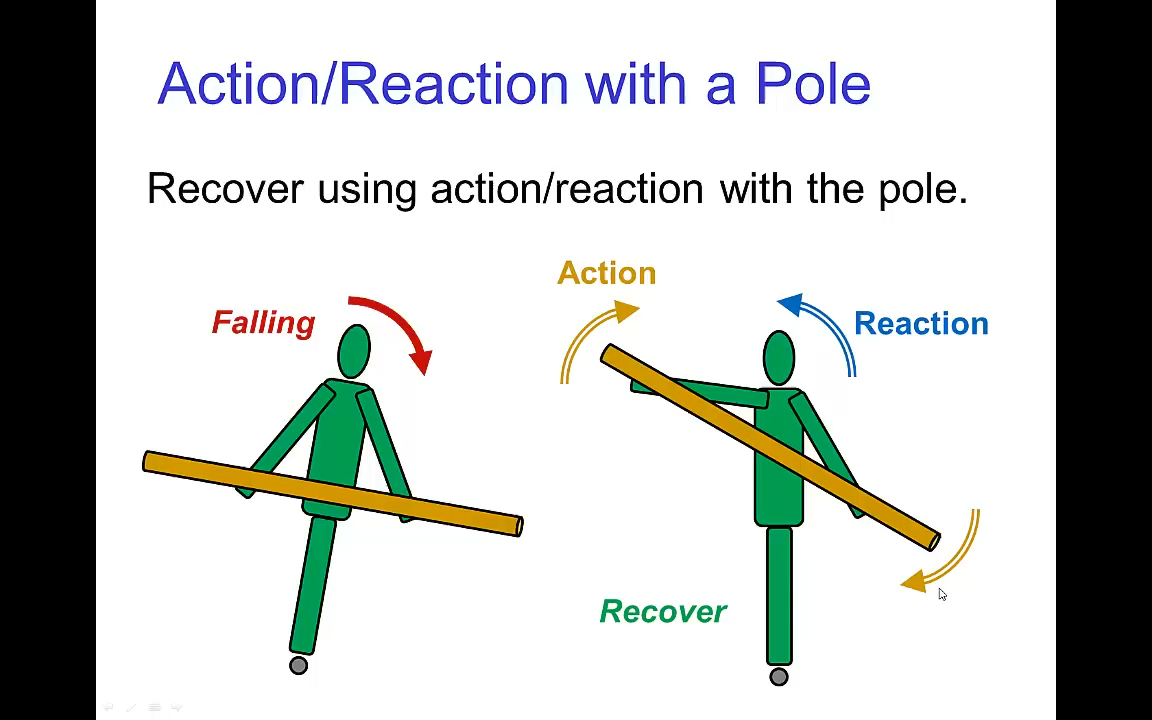 Action/Reaction with a Pole
Recover using action/reaction with the pole.
Action
Falling
Reaction
Recover